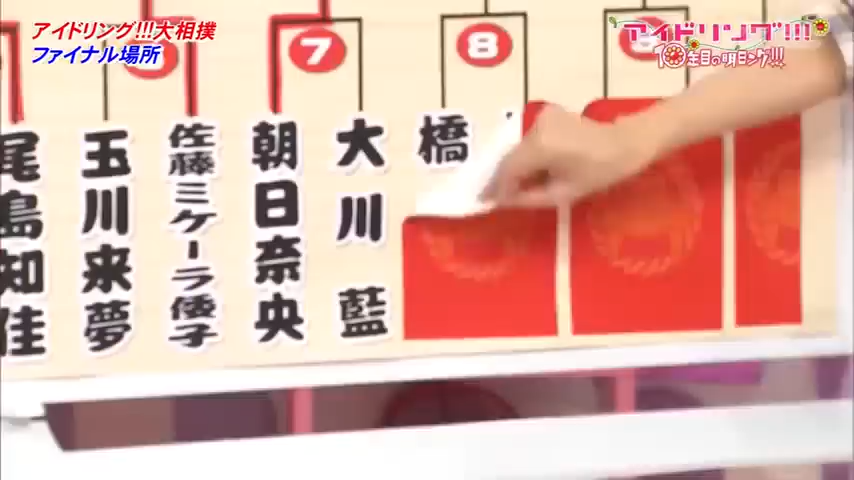 アイドリング!!!大相撲
ファイナル場所
アイドリング!!!
10年目の明日ング!!!
7
8
尾島知佳
玉川来夢
佐藤ミケーラ倭子
朝日奈央
大川藍
橋